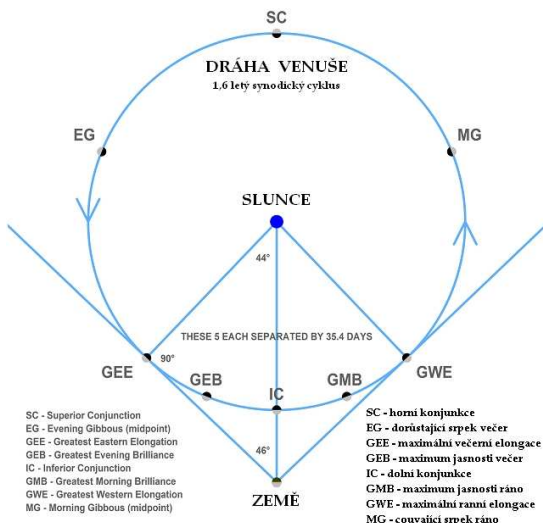 SC
DRÁHA VENUŠE
1,6 letý synodický cyklus
EG
MG
SLUNCE
44°
THESE 5 EACH SEPARATED BY 35.4 DAYS
90°
GEE
GWE
GEB
IC
GMB
46°
ZEMĚ
SC - Superior Conjunction
EG - Evening Gibbous (midpoint)
GEE - Greatest Eastern Elongation
GEB - Greatest Evening Brilliance
IC - Inferior Conjunction
GMB - Greatest Morning Brilliance
GWE - Greatest Western Elongation
MG - Morning Gibbous (midpoint)
SC - horní konjunkce
EG - dorůstající srpek večer
GEE - maximální večerní elongace
GEB - maximum jasnosti večer
IC - dolní konjunkce
GMB - maximum jasnosti ráno
GWE - maximální ranní elongace
MG - couvající srpek ráno